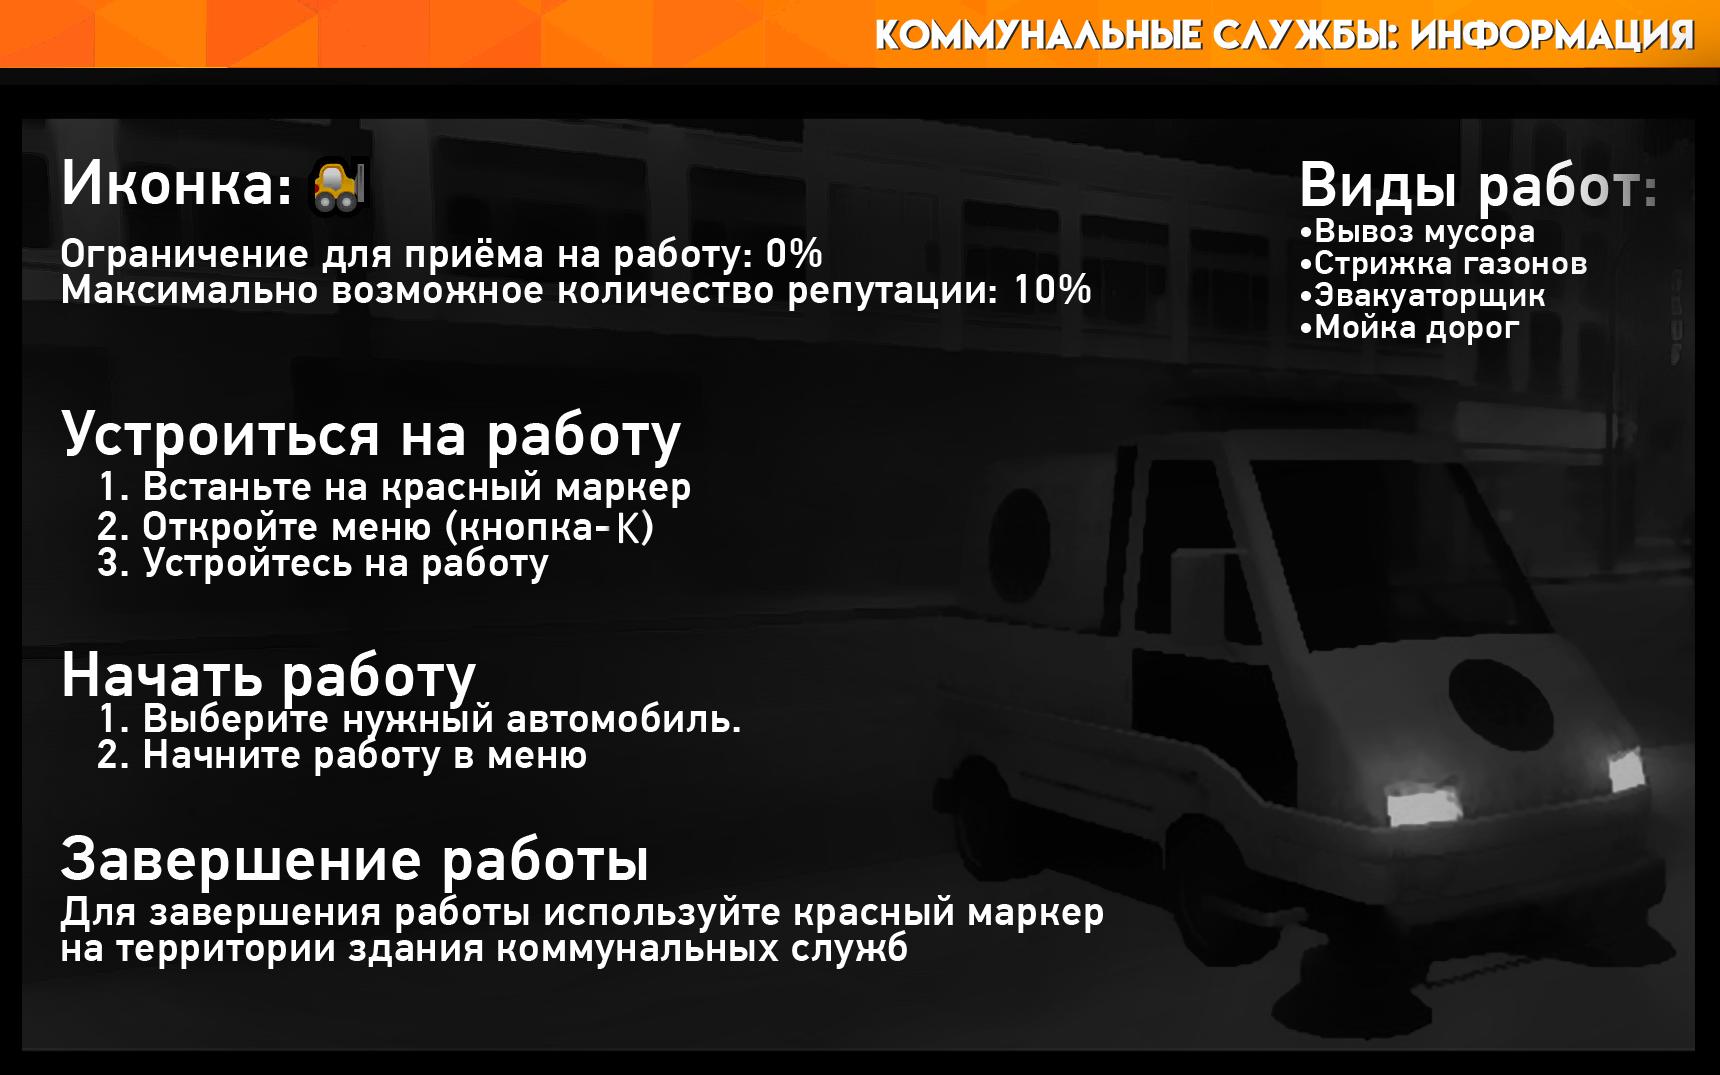 КОММУНАЛЬНЫЕ СЛУЖБЫ: ИНФОРМАЦИЯ
Иконка:
Ограничение для приёма на работу: 0%
Максимально возможное количество репутации: 10%
Виды работ:
•Вывоз мусора
•Стрижка газонов
•Эвакуаторщик
•Мойка дорог
Устроиться на работу
1. Встаньте на красный маркер
2. Откройте меню (кнопка-К)
3. Устройтесь на работу
Начать работу
1. Выберите нужный автомобиль.
2. Начните работу в меню
Завершение работы
Для завершения работы используйте красный маркер
на территории здания коммунальных служб